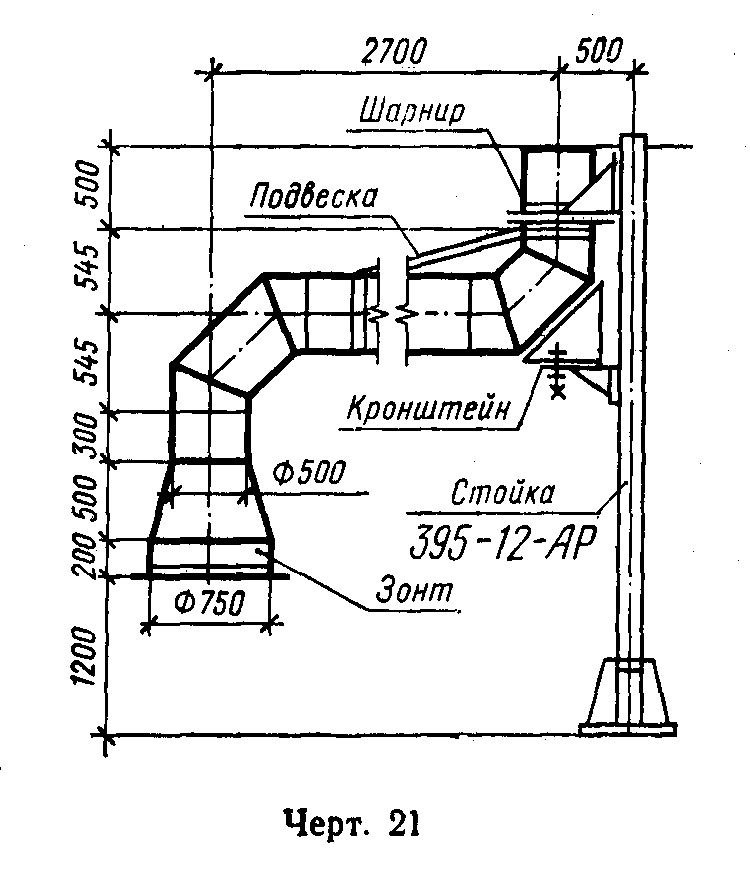 2700
500
Шарнир
500
Подвеска
545
545
Кронштейн
300
Ф500
500
Стойка
395-12-АР
200
Зонт
Ф750
1200
Черт. 21